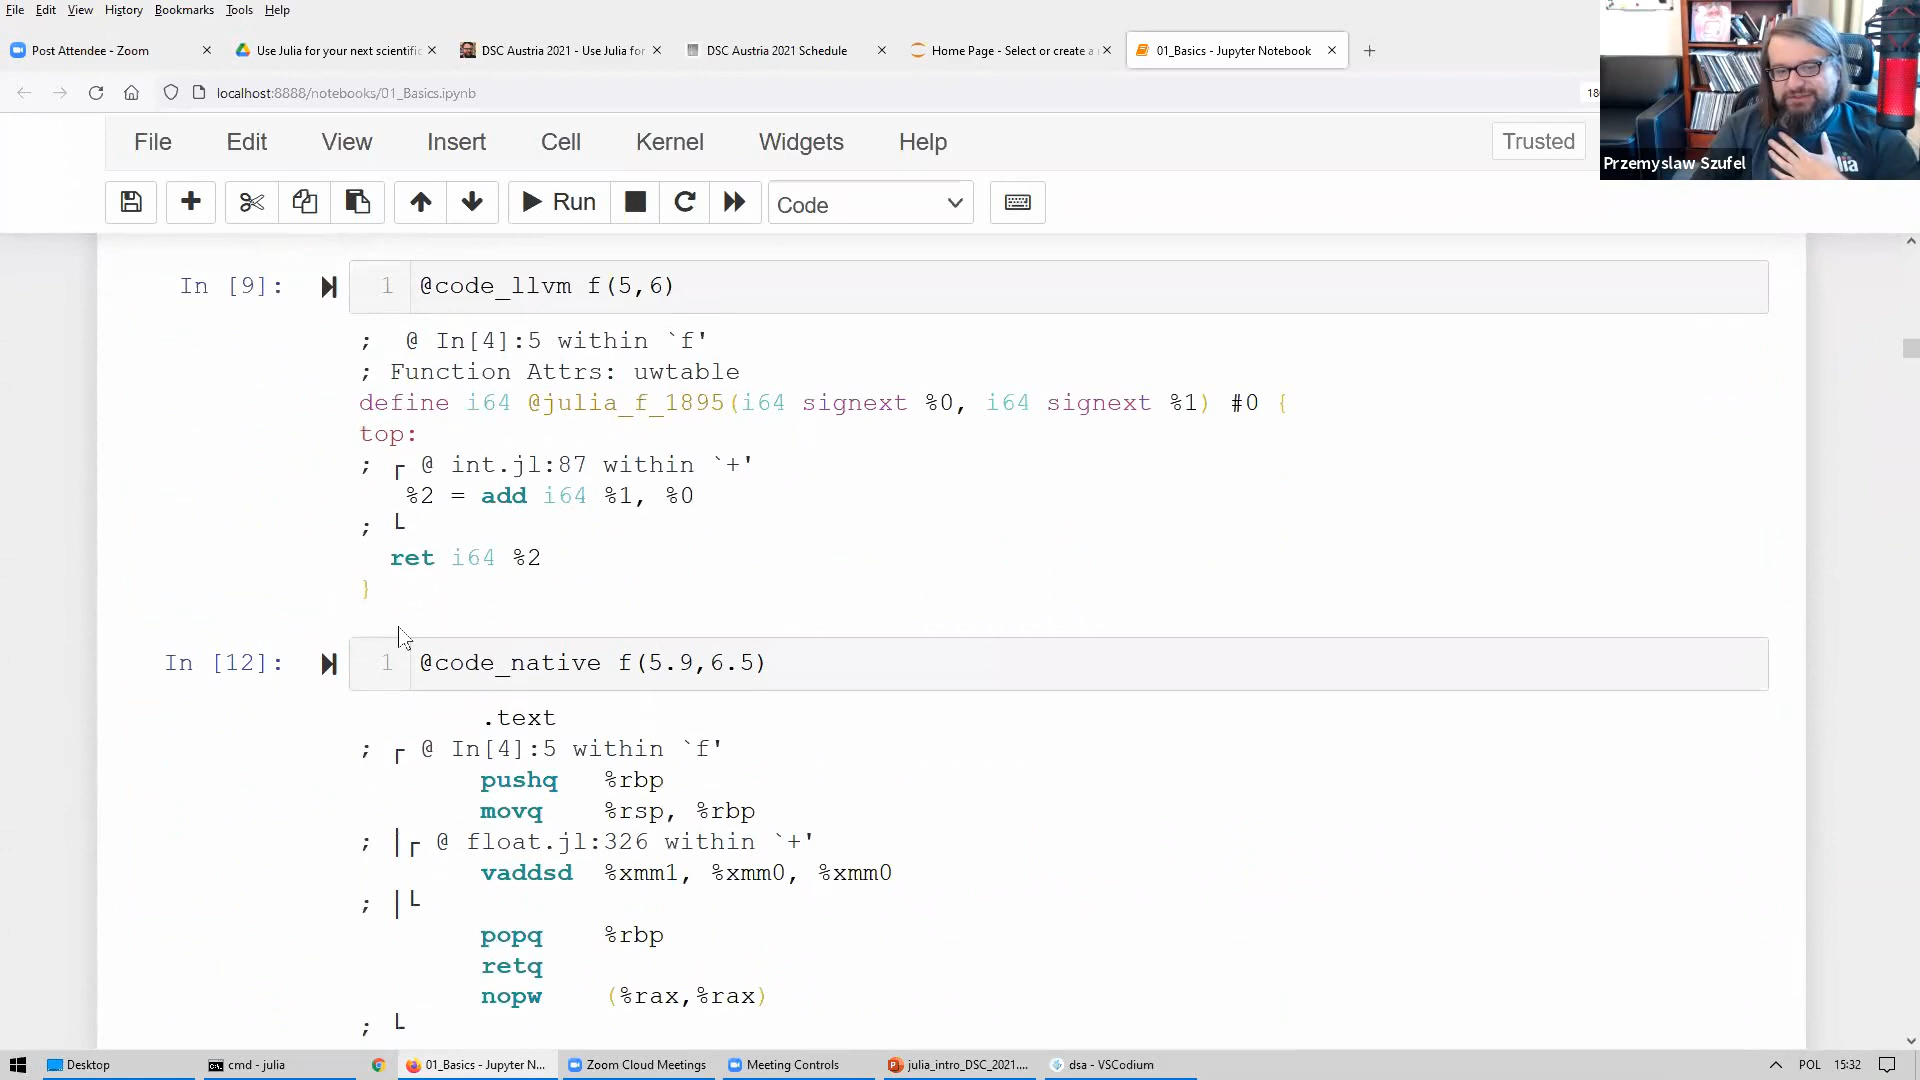 File Edit View History Bookmarks Tools Help
Post Attendee - Zoom
Use Julia for your next scientific
DSC Austria 2021 - Use Julia for
DSC Austria 2021 Schedule
Home Page - Select or create a
01_Basics - Jupyter Notebook
localhost:8888/notebooks/01_Basics.ipynb
File Edit View Insert Cell Kernel Widgets Help
Trusted
Przemyslaw Szufel
Run
Code
In [9]:
1 @code_llvm f(5,6)
;  @ In[4]:5 within `f'
; Function Attrs: uwtable
define i64 @julia_f_1895(i64 signext %0, i64 signext %1) #0 {
top:
; ┌ @ int.jl:87 within `+'
%2 = add i64 %1, %0
; └
ret i64 %2
}
In [12]:
1 @code_native f(5.9,6.5)
.text
; ┌ @ In[4]:5 within `f'
pushq %rbp
movq %rsp, %rbp
; │┌ @ float.jl:326 within `+'
vaddsd %xmm1, %xmm0, %xmm0
; │└
popq %rbp
retq
nopw (%rax,%rax)
; └
Desktop
cmd - julia
01_Basics - Jupyter N...
Zoom Cloud Meetings
Meeting Controls
julia_intro_DSC_2021....
dsa - VSCodium
POL 15:32